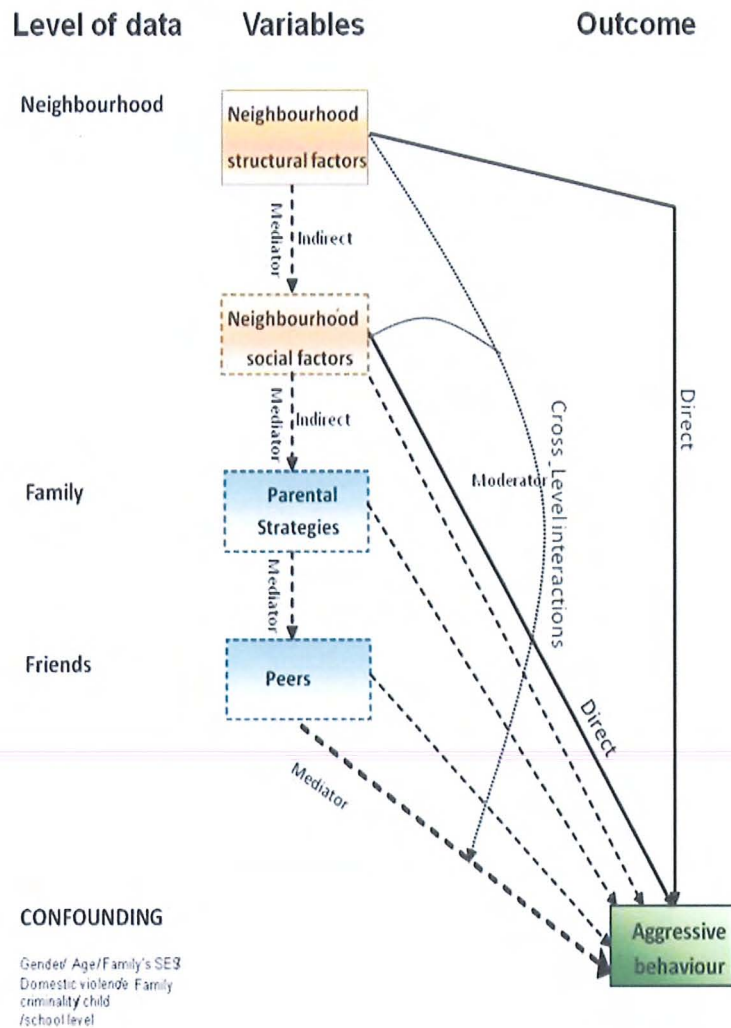 Level of data Variables Outcome
Neighbourhood
Neighbourhood
structural factors
Mediator
Indirect
Neighbourhood
social factors
Mediator
Indirect
Direct
Cross_Level interactions
Moderator
Family
Parental
Strategies
Mediator
Friends
Peers
Direct
Mediator
CONFOUNDING
Gender/ Age/Family's SES
Domestic violence Family
criminality/child
/school level
Aggressive
behaviour